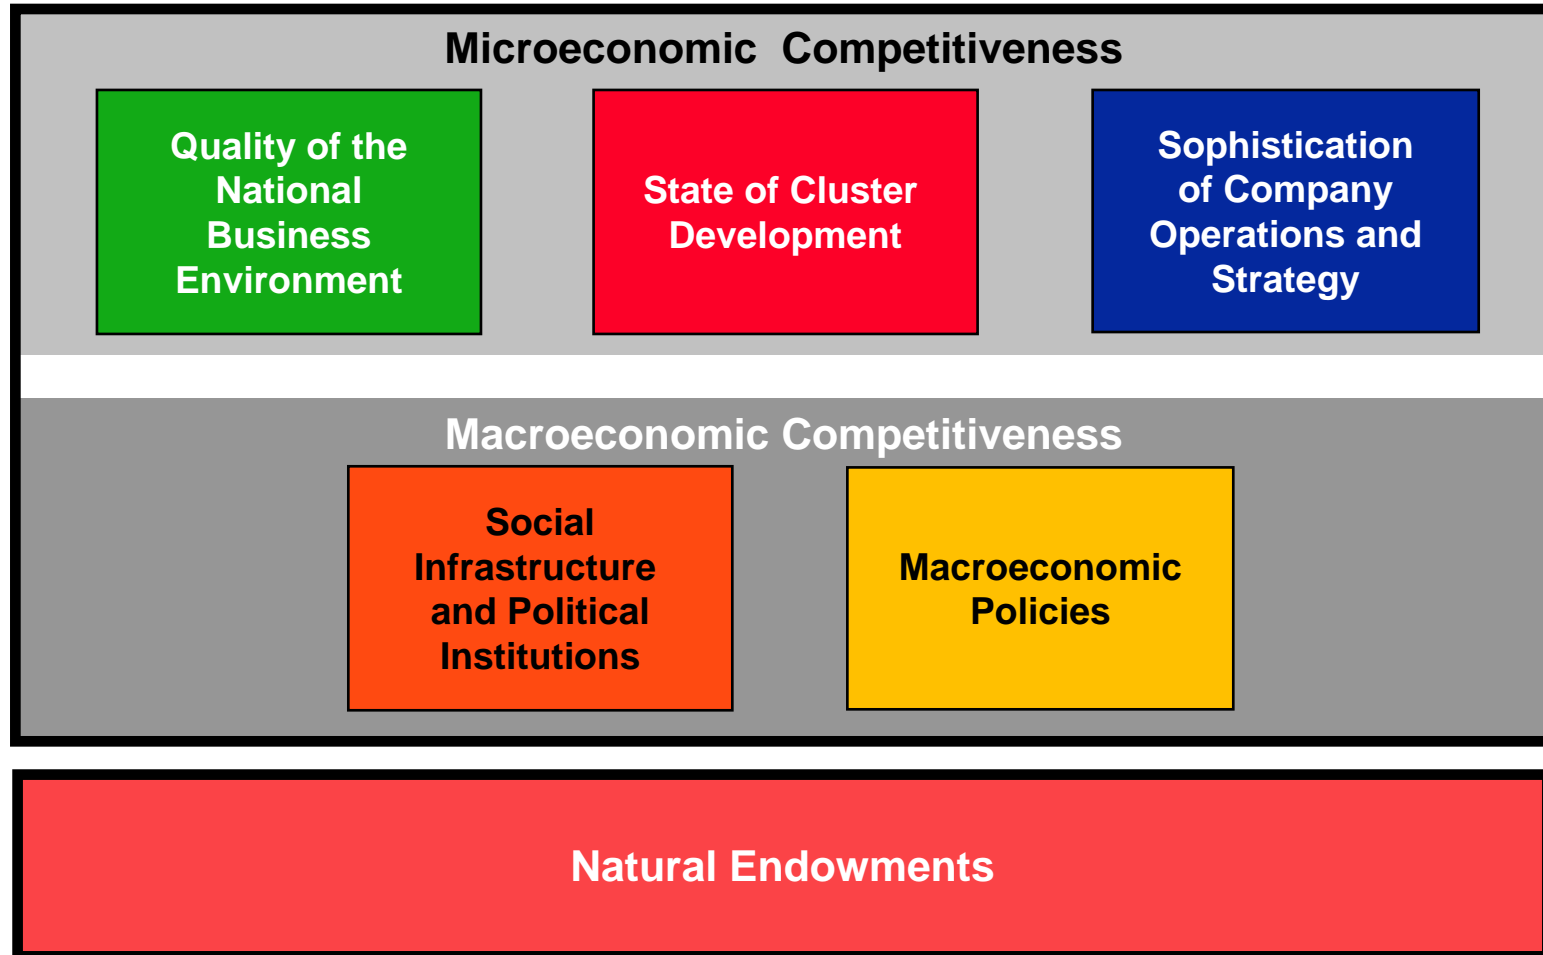 Microeconomic  Competitiveness
Quality of the
National
Business
Environment
State of Cluster
Development
Sophistication
of Company
Operations and
Strategy
Macroeconomic Competitiveness
Social
Infrastructure
and Political
Institutions
Macroeconomic
Policies
Natural Endowments